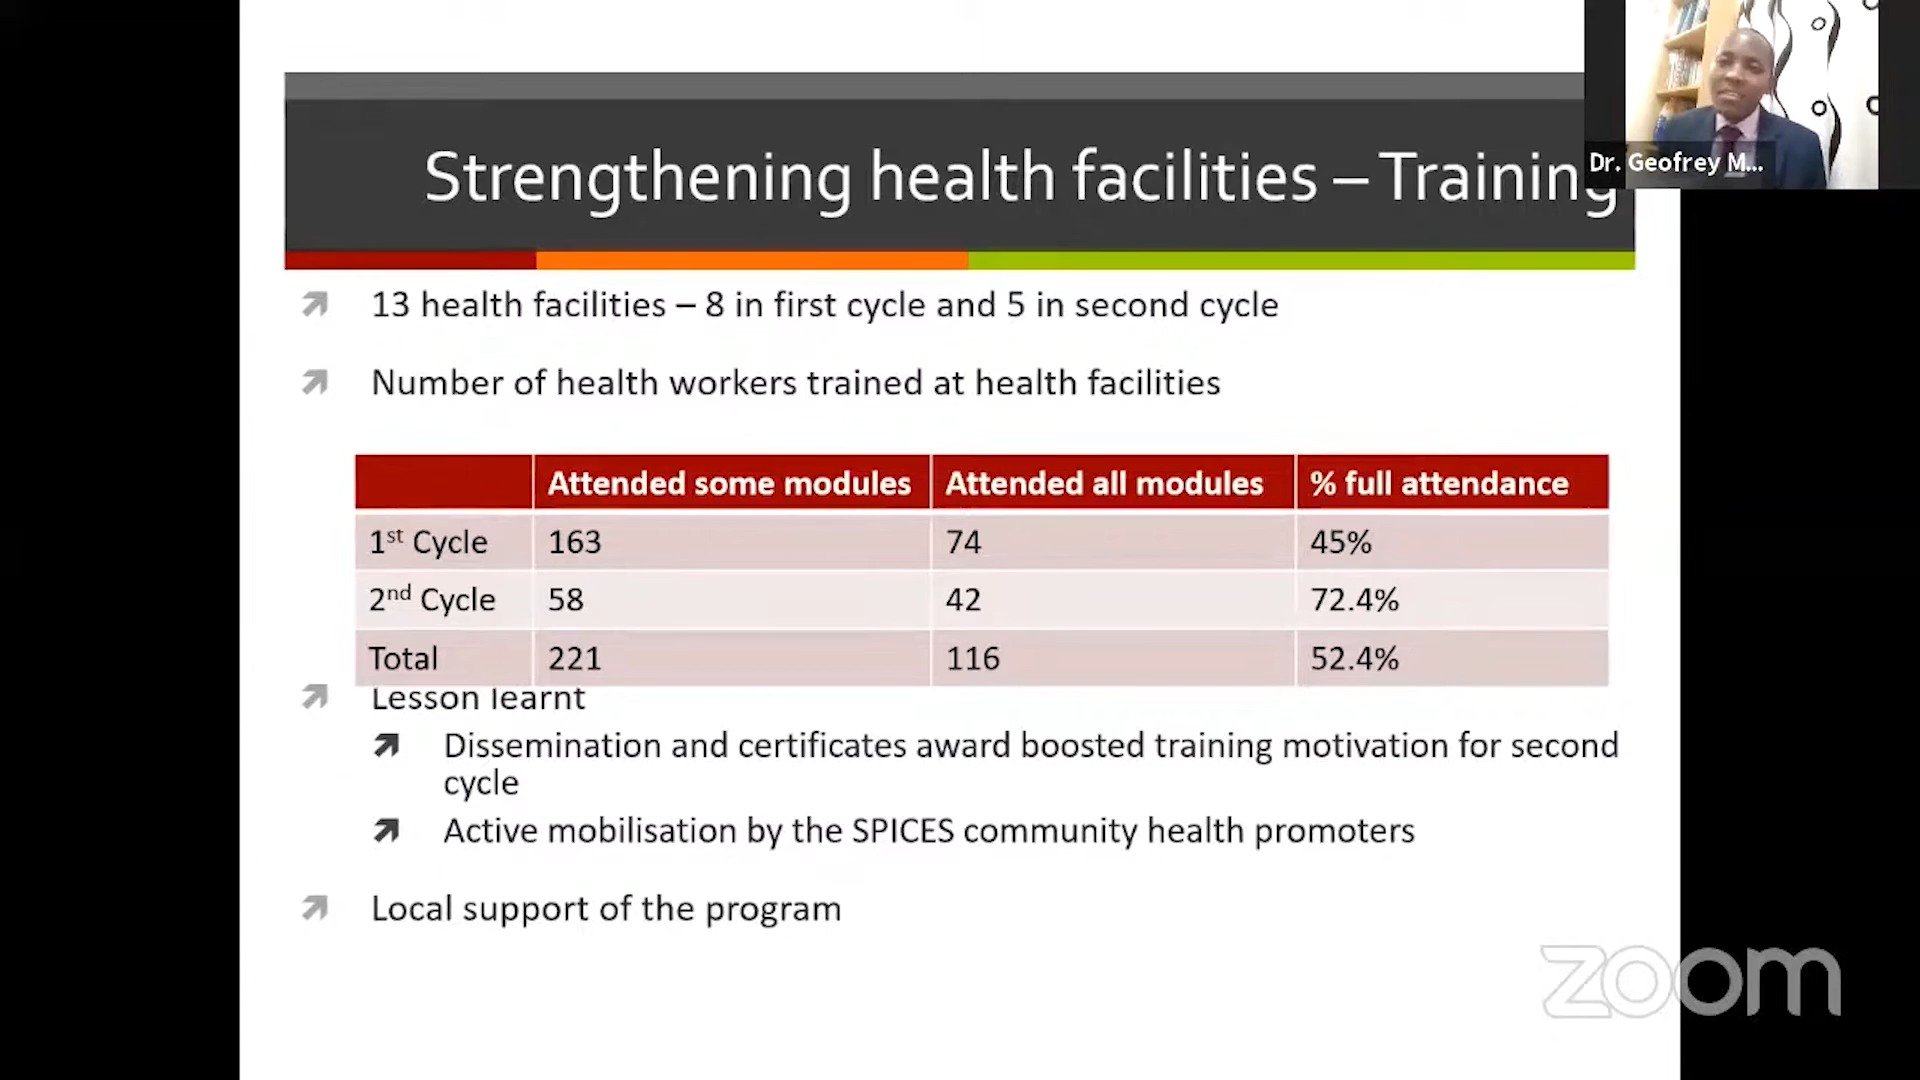 Strengthening health facilities – Training
Dr. Geofrey M...
13 health facilities – 8 in first cycle and 5 in second cycle
Number of health workers trained at health facilities
Attended some modules Attended all modules % full attendance
1st Cycle 163 74 45%
2nd Cycle 58 42 72.4%
Total 221 116 52.4%
Lesson learnt
Dissemination and certificates award boosted training motivation for second
cycle
Active mobilisation by the SPICES community health promoters
Local support of the program
zoom